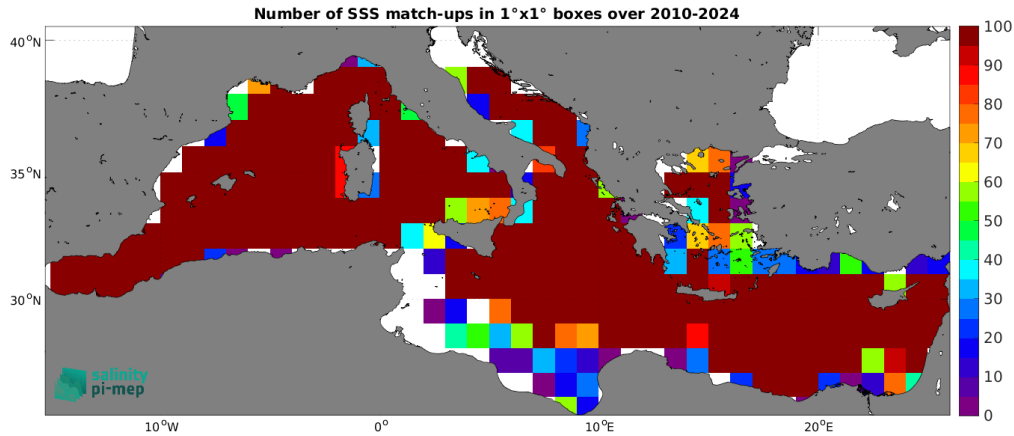 Number of SSS match-ups in 1°x1° boxes over 2010-2024
40°N
35°N
30°N
10°W
0°
10°E
20°E
100
90
80
70
60
50
40
30
20
10
0
salinity
pi-mep